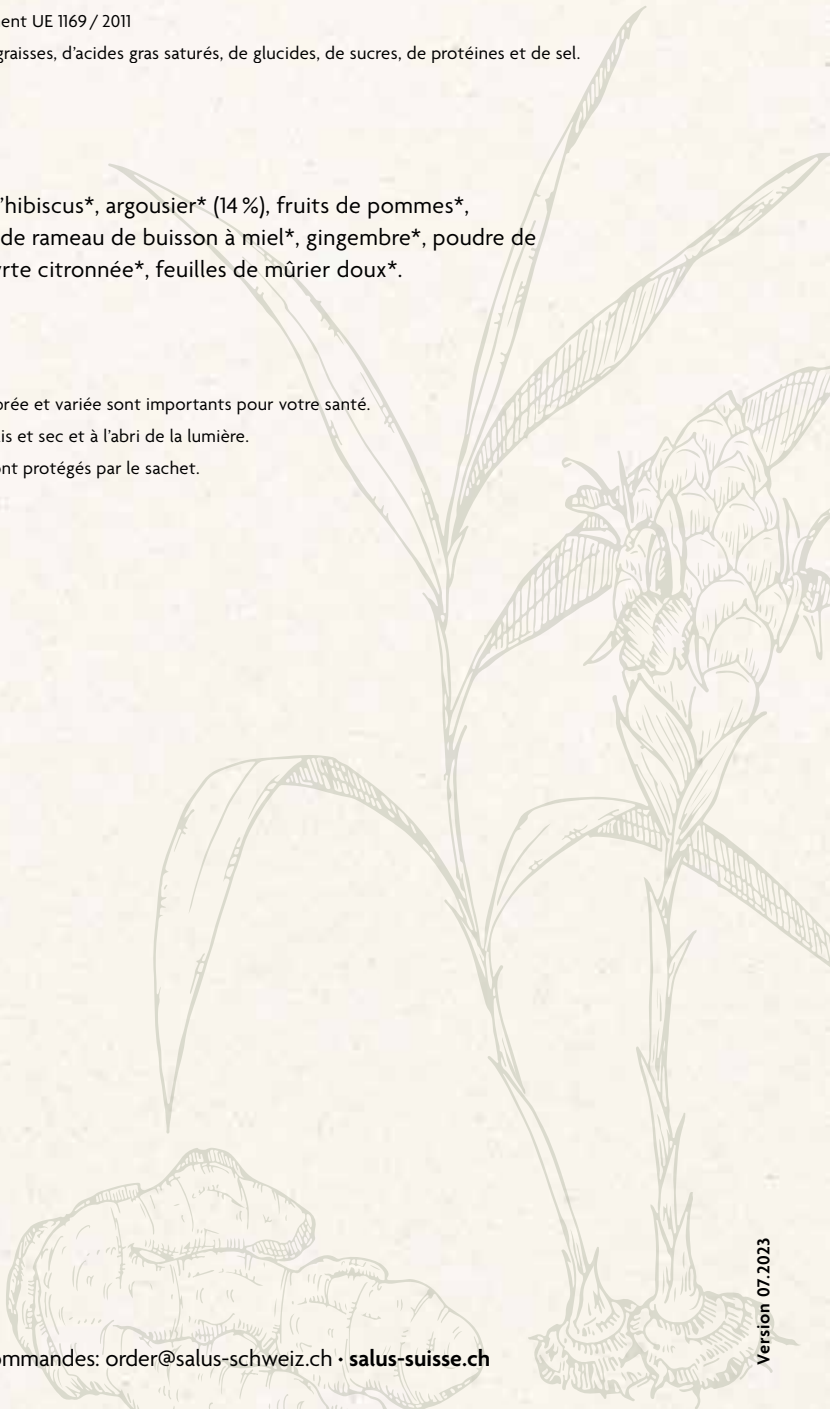 ent UE 1169 / 2011
graisses, d’acides gras saturés, de glucides, de sucres, de protéines et de sel.
’hibiscus*, argousier* (14 %), fruits de pommes*,
de rameau de buisson à miel*, gingembre*, poudre de
rte citronnée*, feuilles de mûrier doux*.
brée et variée sont importants pour votre santé.
is et sec et à l’abri de la lumière.
nt protégés par le sachet.
ommandes: order@salus-schweiz.ch · salus-suisse.ch
Version 07.2023